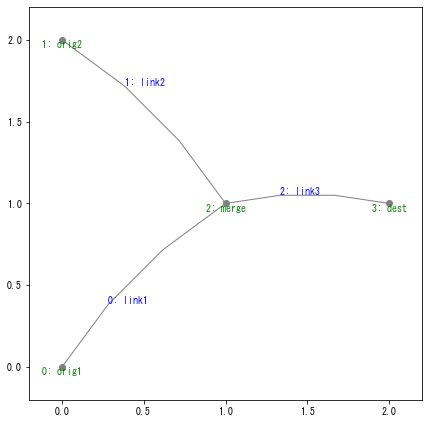 2.0
1: orig2
1: link2
1.5
2: link3
1.0
2: merge
3: dest
0.5
0: link1
0.0
0: orig1
0.0 0.5 1.0 1.5 2.0